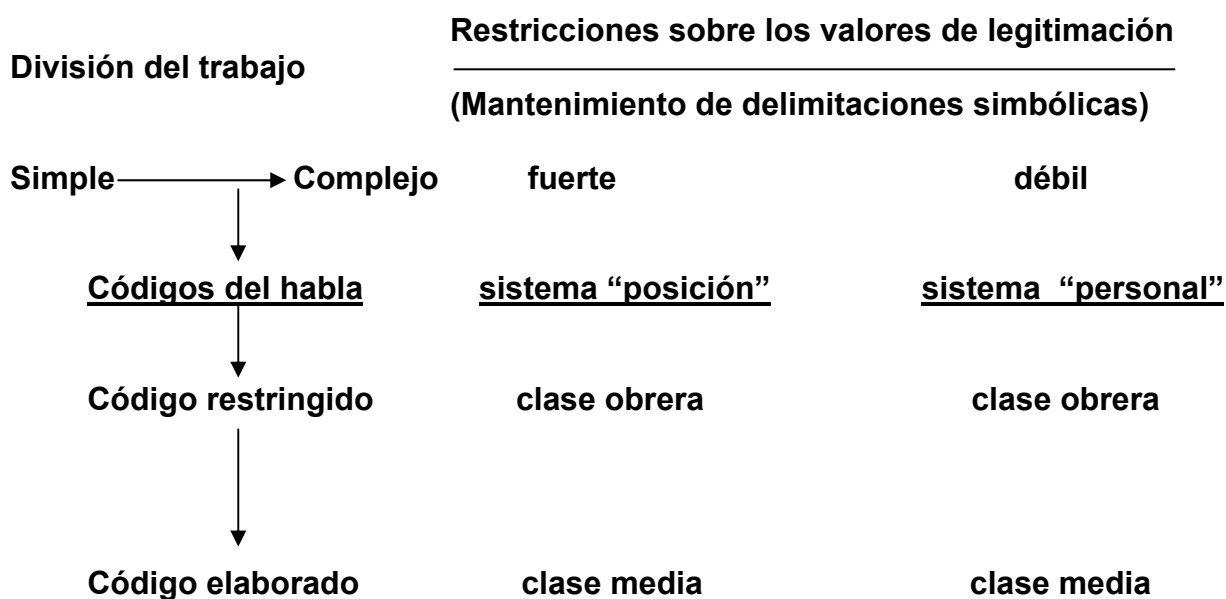 Restricciones sobre los valores de legitimación
División del trabajo
(Mantenimiento de delimitaciones simbólicas)
Simple Complejo fuerte débil
Códigos del habla sistema “posición” sistema “personal”
Código restringido clase obrera clase obrera
Código elaborado clase media clase media